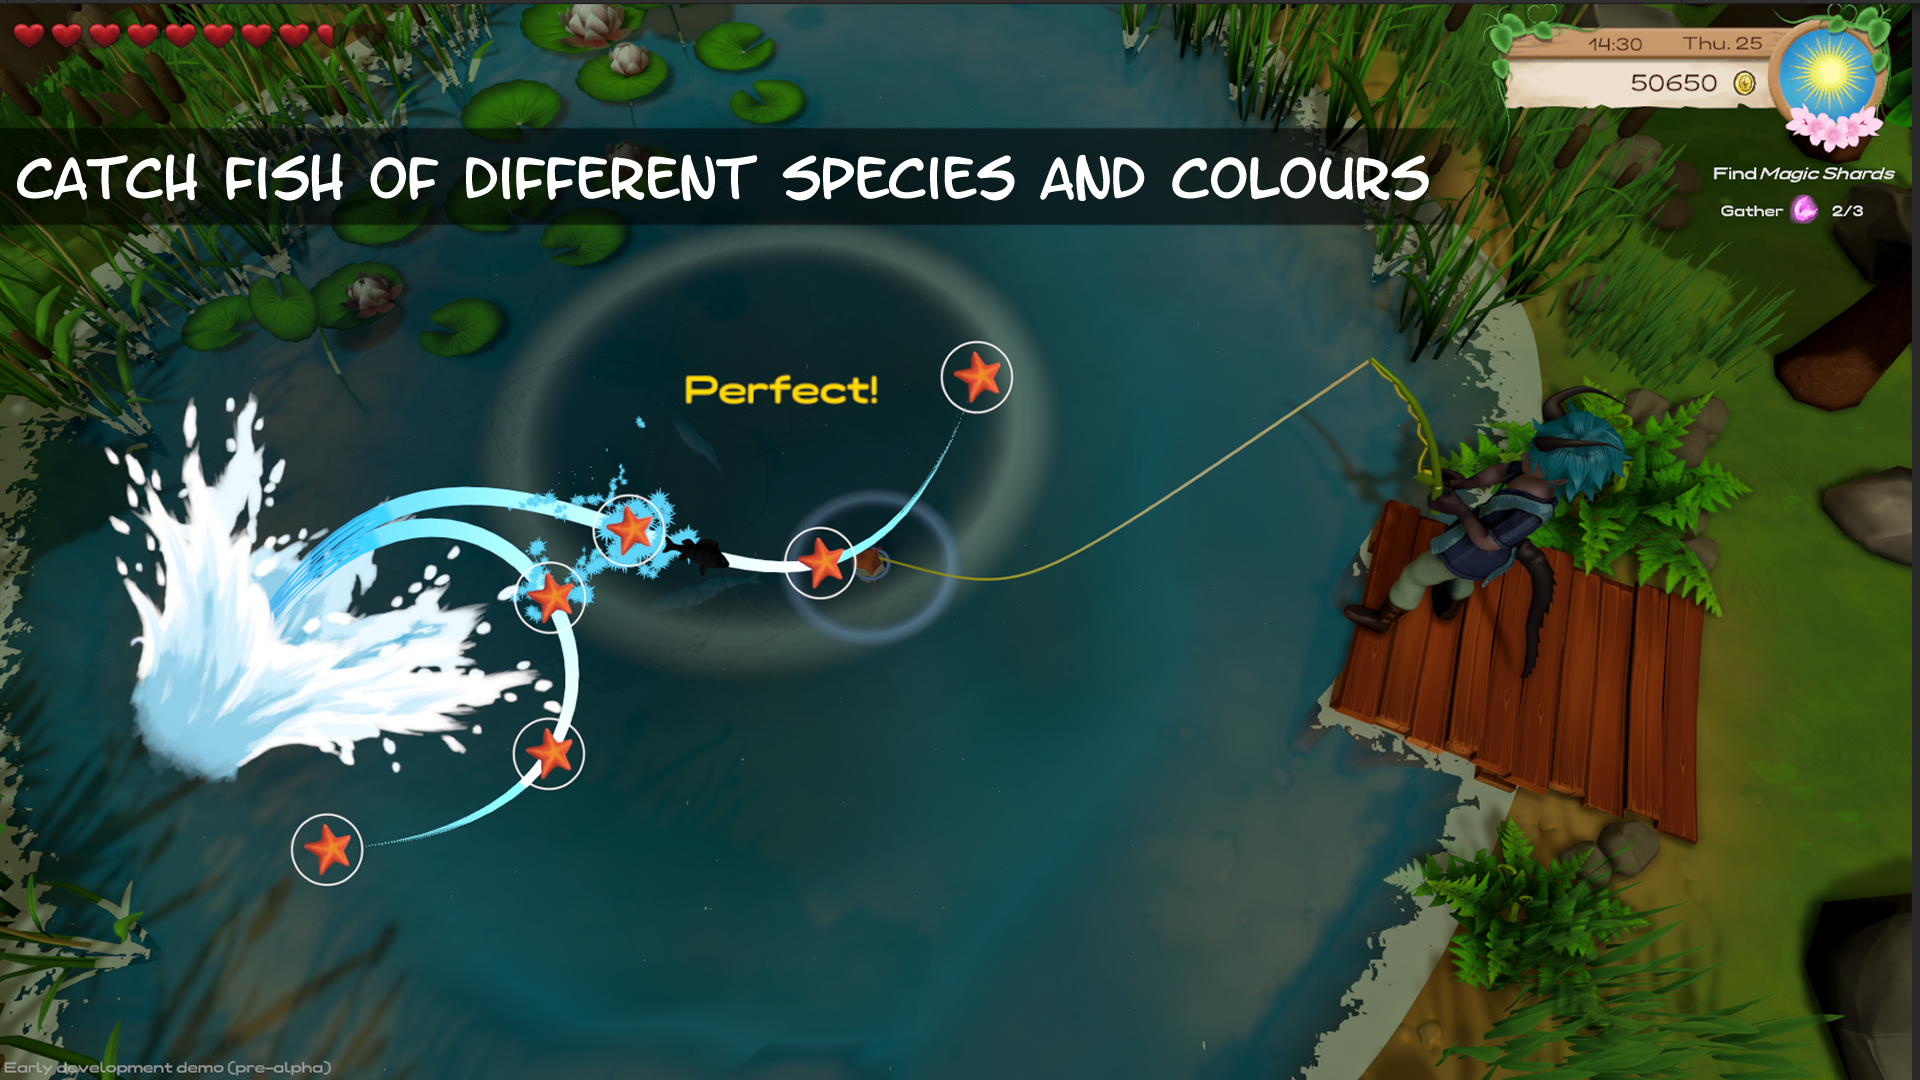 14:30 Thu. 25
50650
CATCH FISH OF DIFFERENT SPECIES AND COLOURS
Find Magic Shards
Gather 2/3
Perfect!
Early development demo (pre-alpha)